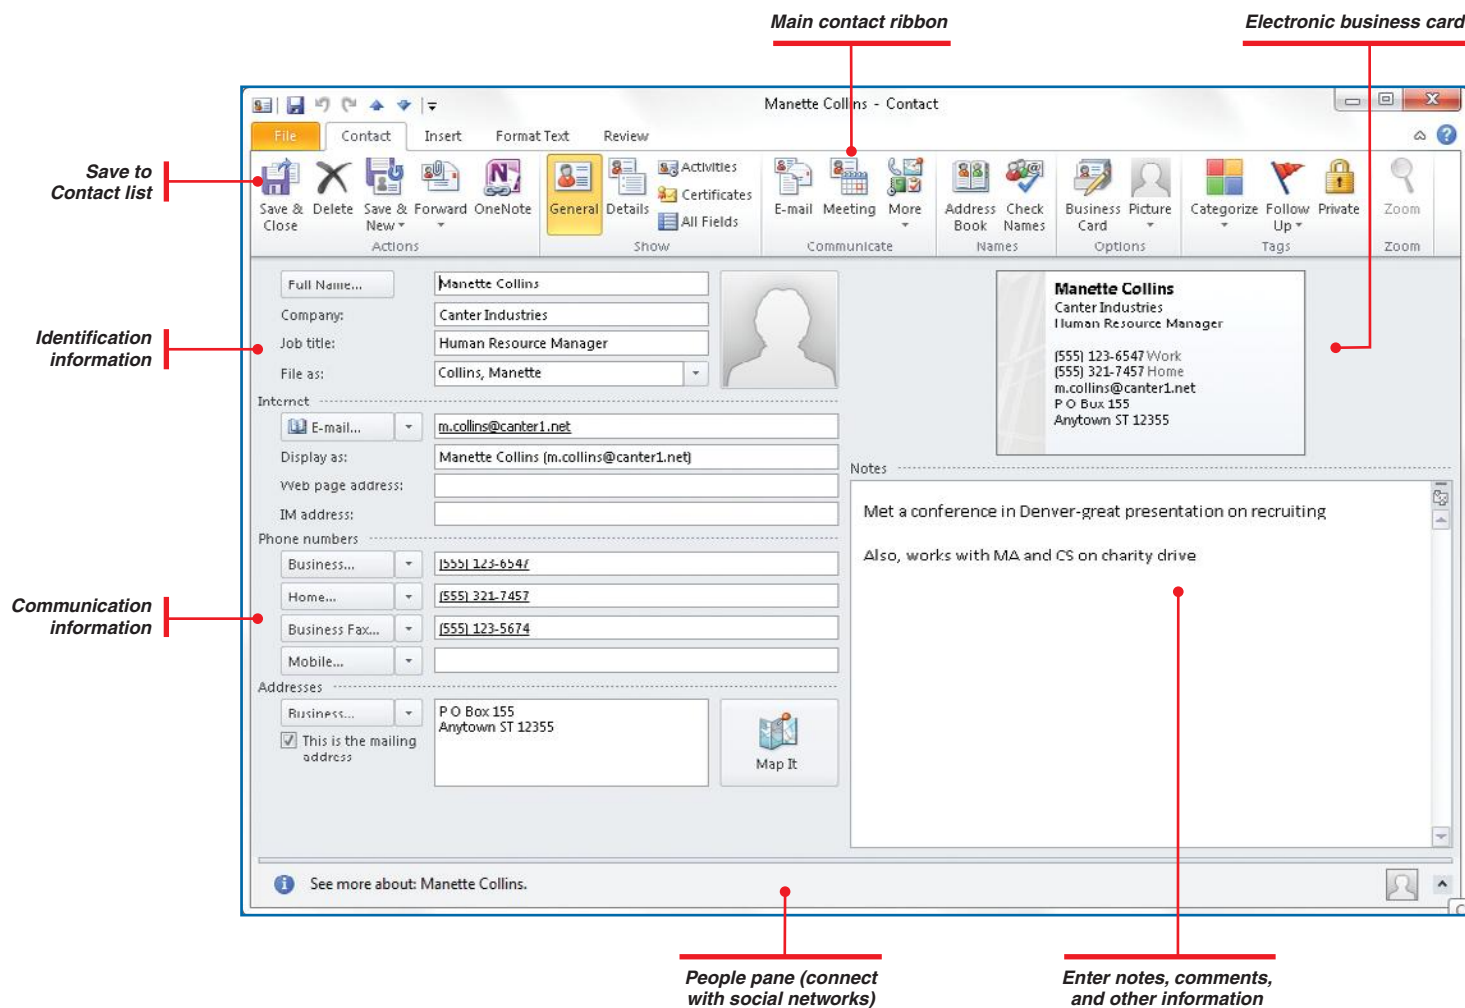 Main contact ribbon
Electronic business card
Manette Collins - Contact
File Contact Insert Format Text Review
Save to
Contact list
Save & Close
Delete
Save & New
Forward
OneNote
Actions
General
Details
Activities
Certificates
All Fields
Show
E-mail
Meeting
More
Communicate
Address Book
Check Names
Names
Business Card
Picture
Options
Categorize
Follow Up
Private
Tags
Zoom
Zoom
Identification
information
Full Name... Manette Collins
Company: Canter Industries
Job title: Human Resource Manager
File as: Collins, Manette
Internet
E-mail... m.collins@canter1.net
Display as: Manette Collins (m.collins@canter1.net)
Web page address:
IM address:
Communication
information
Phone numbers
Business... (555) 123-6547
Home... (555) 321-7457
Business Fax... (555) 123-5674
Mobile...
Addresses
Business... P O Box 155
Anytown ST 12355
This is the mailing
address
Map It
Manette Collins
Canter Industries
Human Resource Manager
(555) 123-6547 Work
(555) 321-7457 Home
m.collins@canter1.net
P O Box 155
Anytown ST 12355
Notes
Met a conference in Denver-great presentation on recruiting
Also, works with MA and CS on charity drive
See more about: Manette Collins.
People pane (connect
with social networks)
Enter notes, comments,
and other information